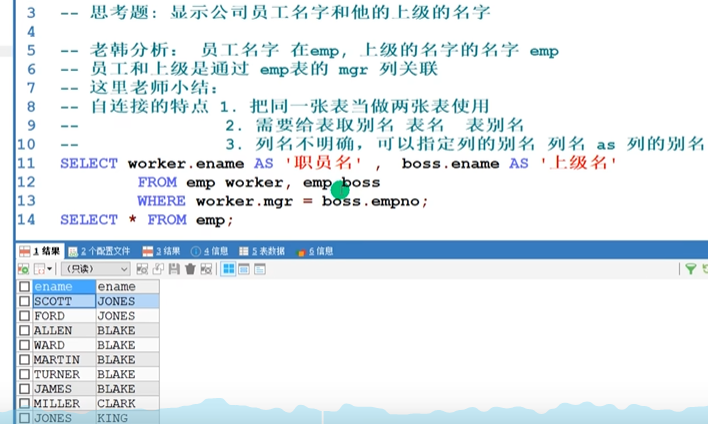 3 -- 思考题: 显示公司员工名字和他的上级的名字
4
5 -- 老韩分析: 员工名字 在emp, 上级的名字的名字 emp
6 -- 员工和上级是通过 emp表的 mgr 列关联
7 -- 这里老师小结:
8 -- 自连接的特点 1. 把同一张表当做两张表使用
9 -- 2. 需要给表取别名 表名 表别名
10 -- 3. 列名不明确, 可以指定列的别名 列名 as 列的别名
11 SELECT worker.ename AS '职员名' , boss.ename AS '上级名'
12 FROM emp worker, emp boss
13 WHERE worker.mgr = boss.empno;
14 SELECT * FROM emp;
1 结果 2 个配置文件 3 结果 4 信息 5 表数据 6 信息
(只读)
ename ename
SCOTT JONES
FORD JONES
ALLEN BLAKE
WARD BLAKE
MARTIN BLAKE
TURNER BLAKE
JAMES BLAKE
MILLER CLARK
JONES KING